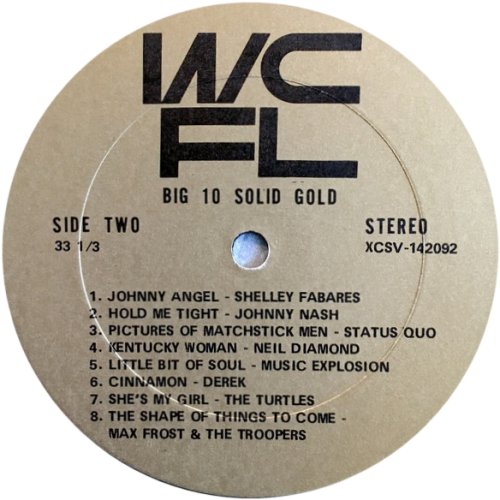 WC
FL
BIG 10 SOLID GOLD
SIDE TWO
33 1/3
STEREO
XCSV-142092
1. JOHNNY ANGEL - SHELLEY FABARES
2. HOLD ME TIGHT - JOHNNY NASH
3. PICTURES OF MATCHSTICK MEN - STATUS QUO
4. KENTUCKY WOMAN - NEIL DIAMOND
5. LITTLE BIT OF SOUL - MUSIC EXPLOSION
6. CINNAMON - DEREK
7. SHE'S MY GIRL - THE TURTLES
8. THE SHAPE OF THINGS TO COME -
MAX FROST & THE TROOPERS